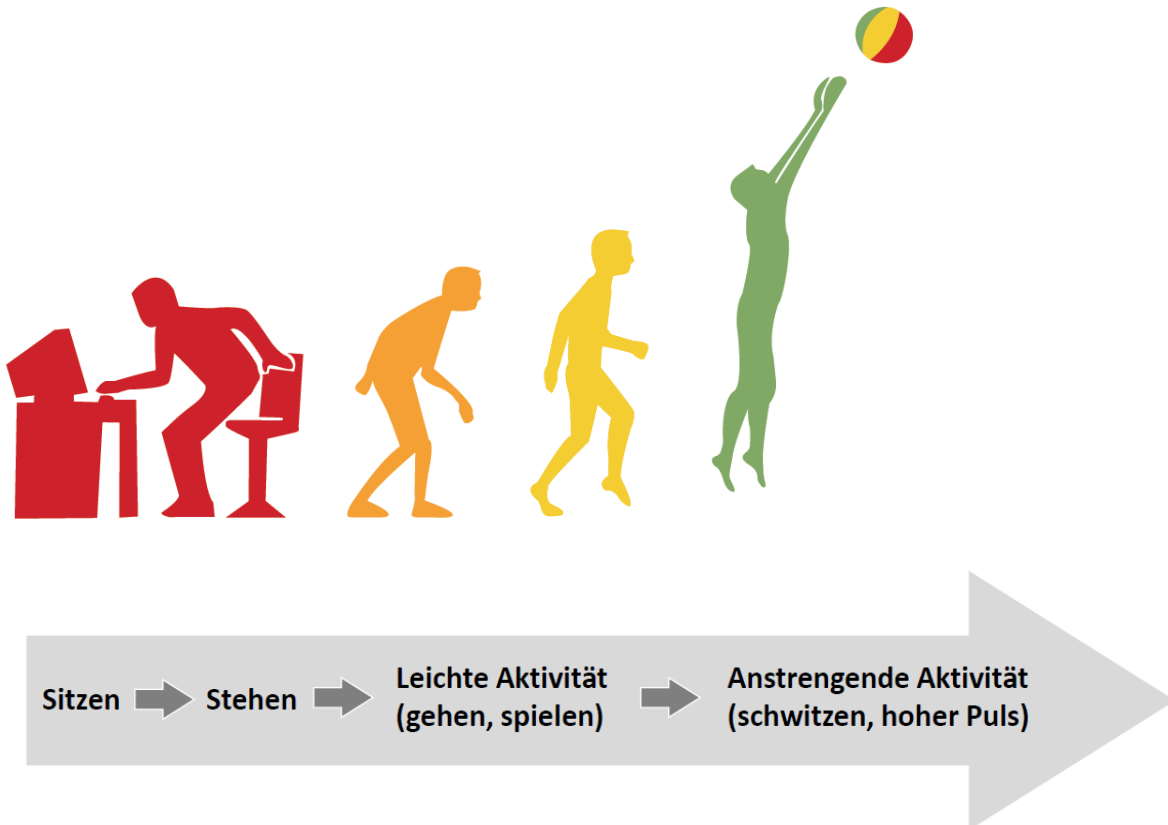 Sitzen
Stehen
Leichte Aktivität
(gehen, spielen)
Anstrengende Aktivität
(schwitzen, hoher Puls)